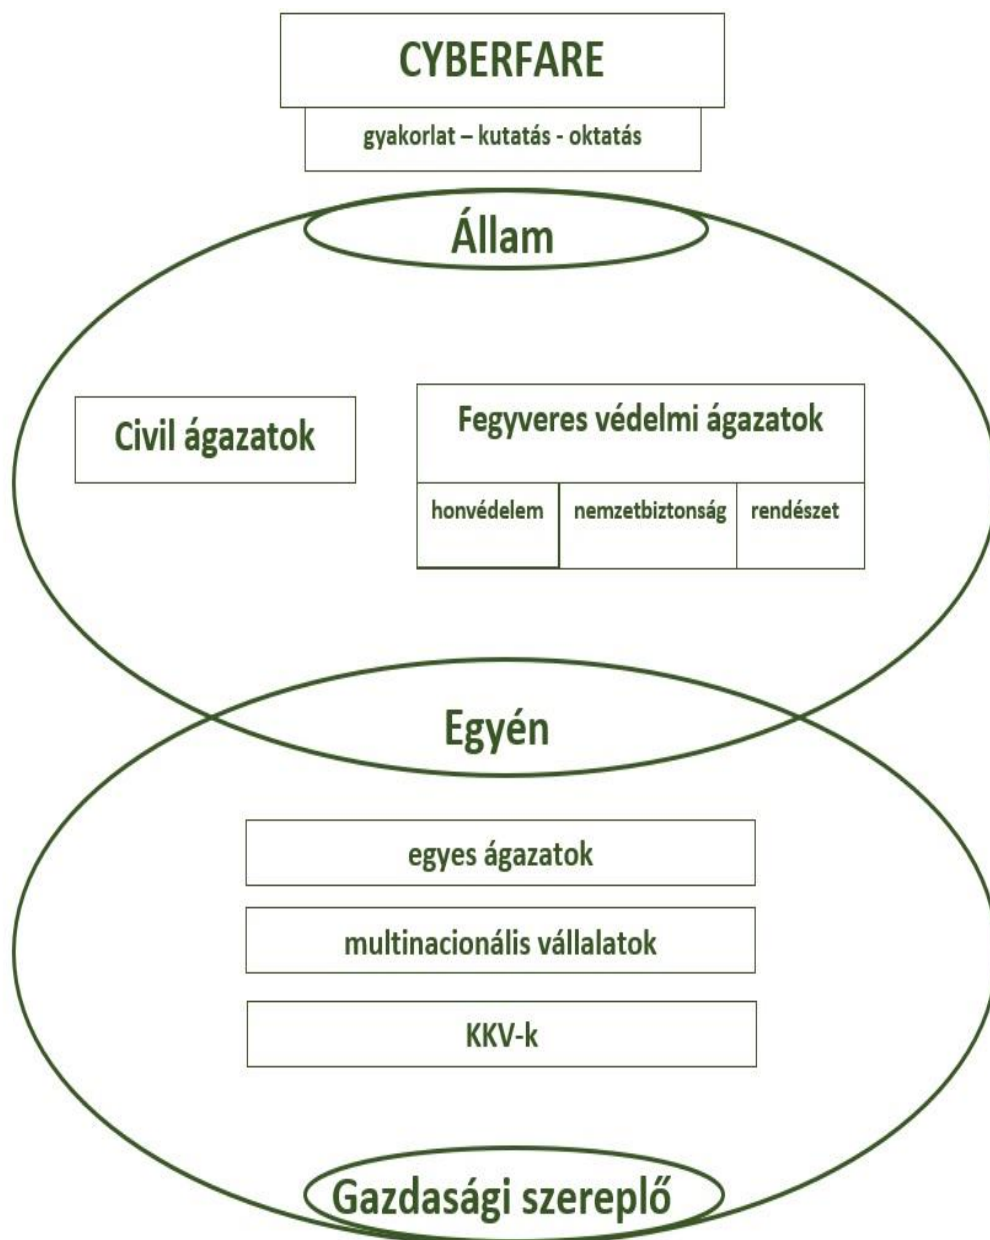 CYBERFARE
gyakorlat – kutatás - oktatás
Állam
Civil ágazatok
Fegyveres védelmi ágazatok
honvédelem
nemzetbiztonság
rendészet
Egyén
egyes ágazatok
multinacionális vállalatok
KKV-k
Gazdasági szereplő